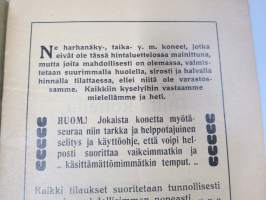 Ne harhanäky-, taika- y. m. koneet, jotka
eivät ole tässä hintaluettelossa mainittuna,
mutta joita mahdollisesti on olemassa, valmis-
tetaan suurimmalla huolella, sirosti ja halvalla
hinnalla tilattaessa, ellei niitä ole varastos-
samme. Kaikkiin kyselyihin vastaamme
mielellämme ja heti.
HUOM.! Jokaista konetta myötä-
seuraa niin tarkka ja helppotajuinen
selitys ja käyttöohje, että voipi hel-
posti suorittaa vaikeimmatkin ja
käsittämättömimmätkin temput.
Kaikki tilaukset suoritetaan tunnollisesti